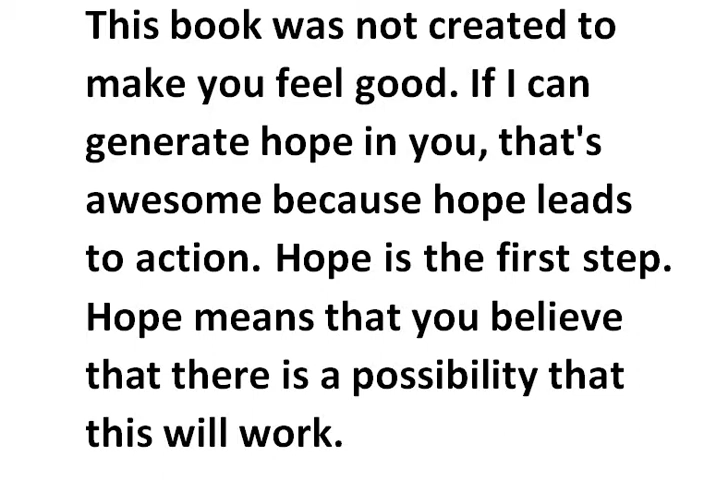 This book was not created to
make you feel good. If I can
generate hope in you, that's
awesome because hope leads
to action. Hope is the first step.
Hope means that you believe
that there is a possibility that
this will work.